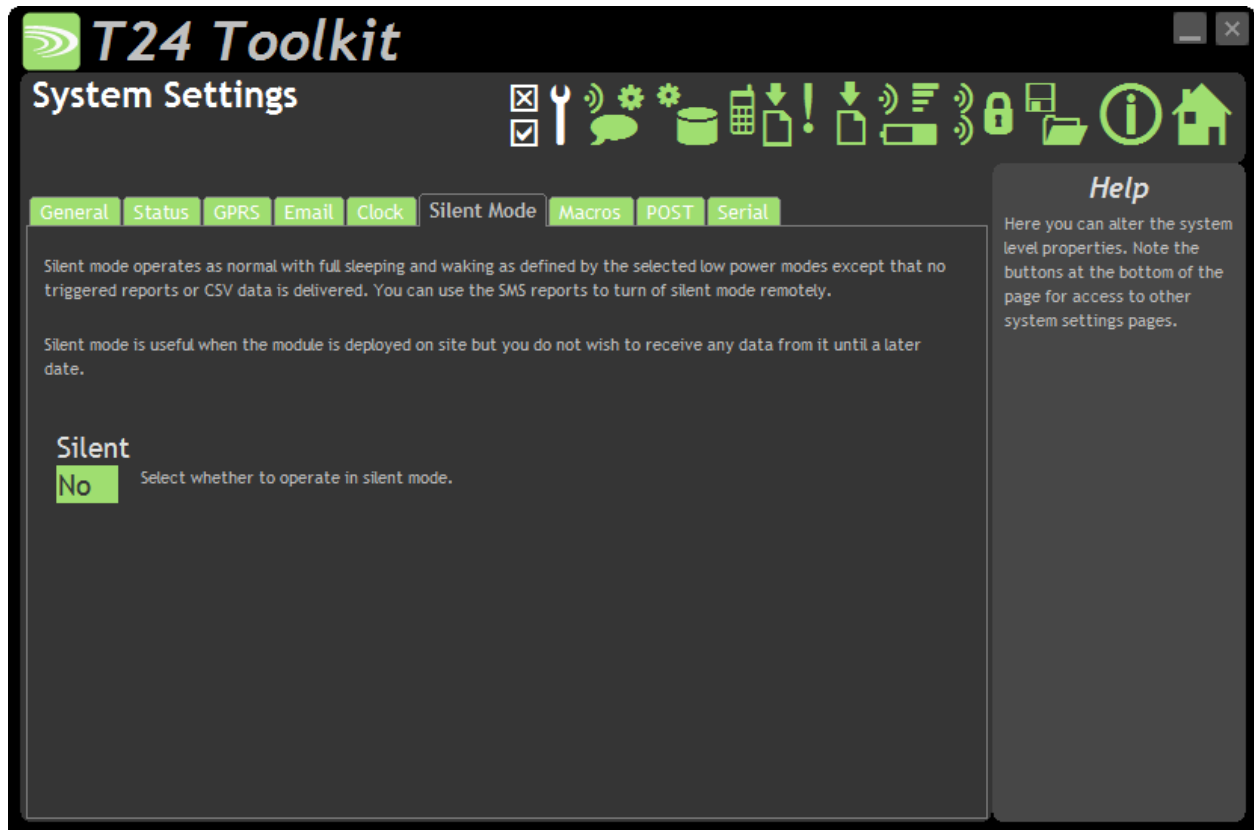 T24 Toolkit
System Settings
General Status GPRS Email Clock Silent Mode Macros POST Serial
Silent mode operates as normal with full sleeping and waking as defined by the selected low power modes except that no
triggered reports or CSV data is delivered. You can use the SMS reports to turn of silent mode remotely.
Silent mode is useful when the module is deployed on site but you do not wish to receive any data from it until a later
date.
Silent
No Select whether to operate in silent mode.
Help
Here you can alter the system
level properties. Note the
buttons at the bottom of the
page for access to other
system settings pages.